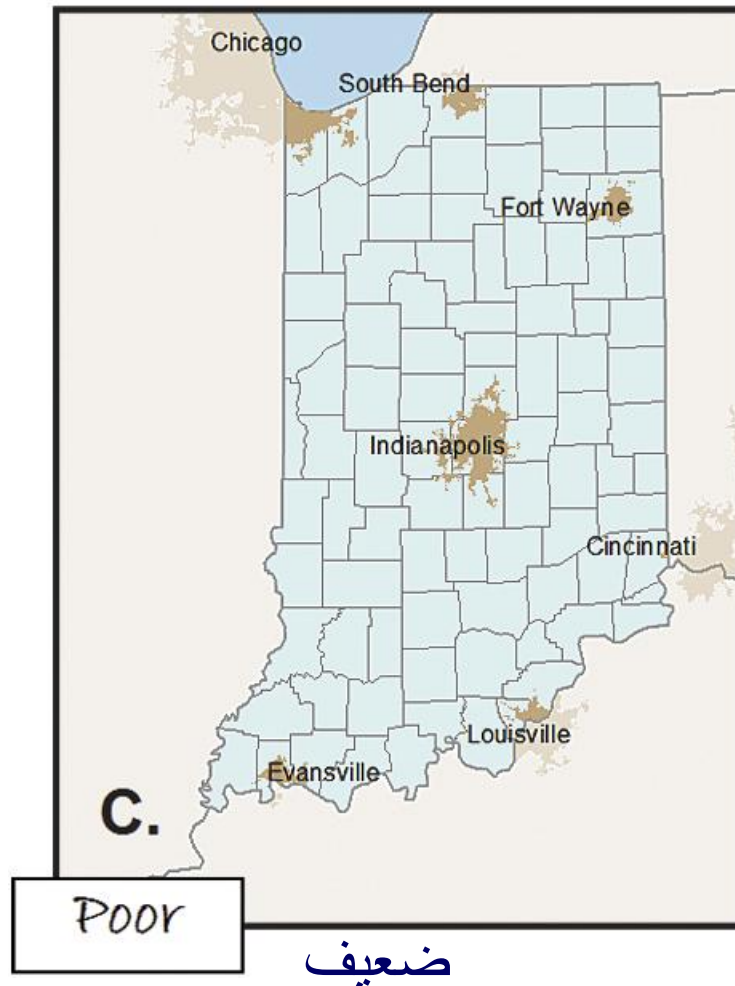 Chicago
South Bend
Fort Wayne
Indianapolis
Cincinnati
Louisville
Evansville
C.
Poor
ضعيف